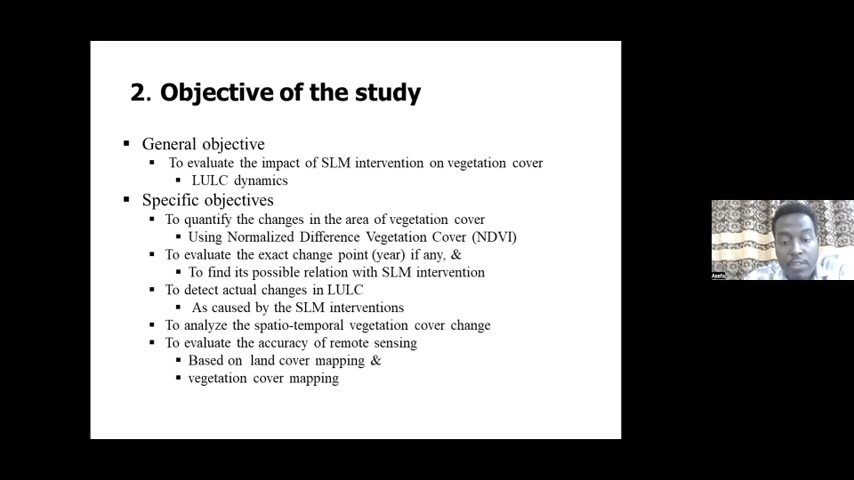 2. Objective of the study
▪ General objective
▪ To evaluate the impact of SLM intervention on vegetation cover
▪ LULC dynamics
▪ Specific objectives
▪ To quantify the changes in the area of vegetation cover
▪ Using Normalized Difference Vegetation Cover (NDVI)
▪ To evaluate the exact change point (year) if any, &
▪ To find its possible relation with SLM intervention
▪ To detect actual changes in LULC
▪ As caused by the SLM interventions
▪ To analyze the spatio-temporal vegetation cover change
▪ To evaluate the accuracy of remote sensing
▪ Based on land cover mapping &
▪ vegetation cover mapping
Asefa